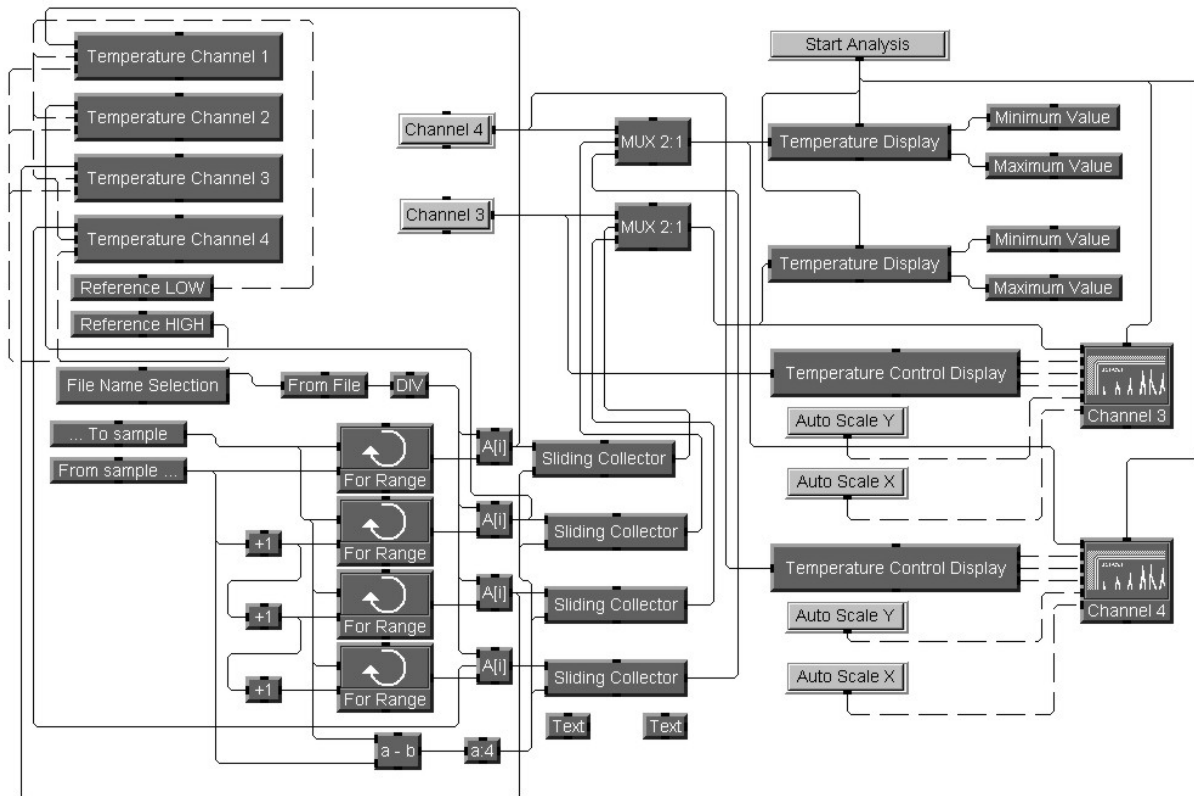 Temperature Channel 1
Temperature Channel 2
Temperature Channel 3
Temperature Channel 4
Reference LOW
Reference HIGH
File Name Selection
From File
DIV
... To sample
From sample ...
For Range
For Range
For Range
For Range
+1
+1
+1
A[i]
A[i]
A[i]
A[i]
a - b
a:4
Sliding Collector
Sliding Collector
Sliding Collector
Sliding Collector
Text
Text
Channel 4
Channel 3
MUX 2:1
MUX 2:1
Start Analysis
Temperature Display
Minimum Value
Maximum Value
Temperature Display
Minimum Value
Maximum Value
Temperature Control Display
Auto Scale Y
Auto Scale X
Channel 3
Temperature Control Display
Auto Scale Y
Auto Scale X
Channel 4